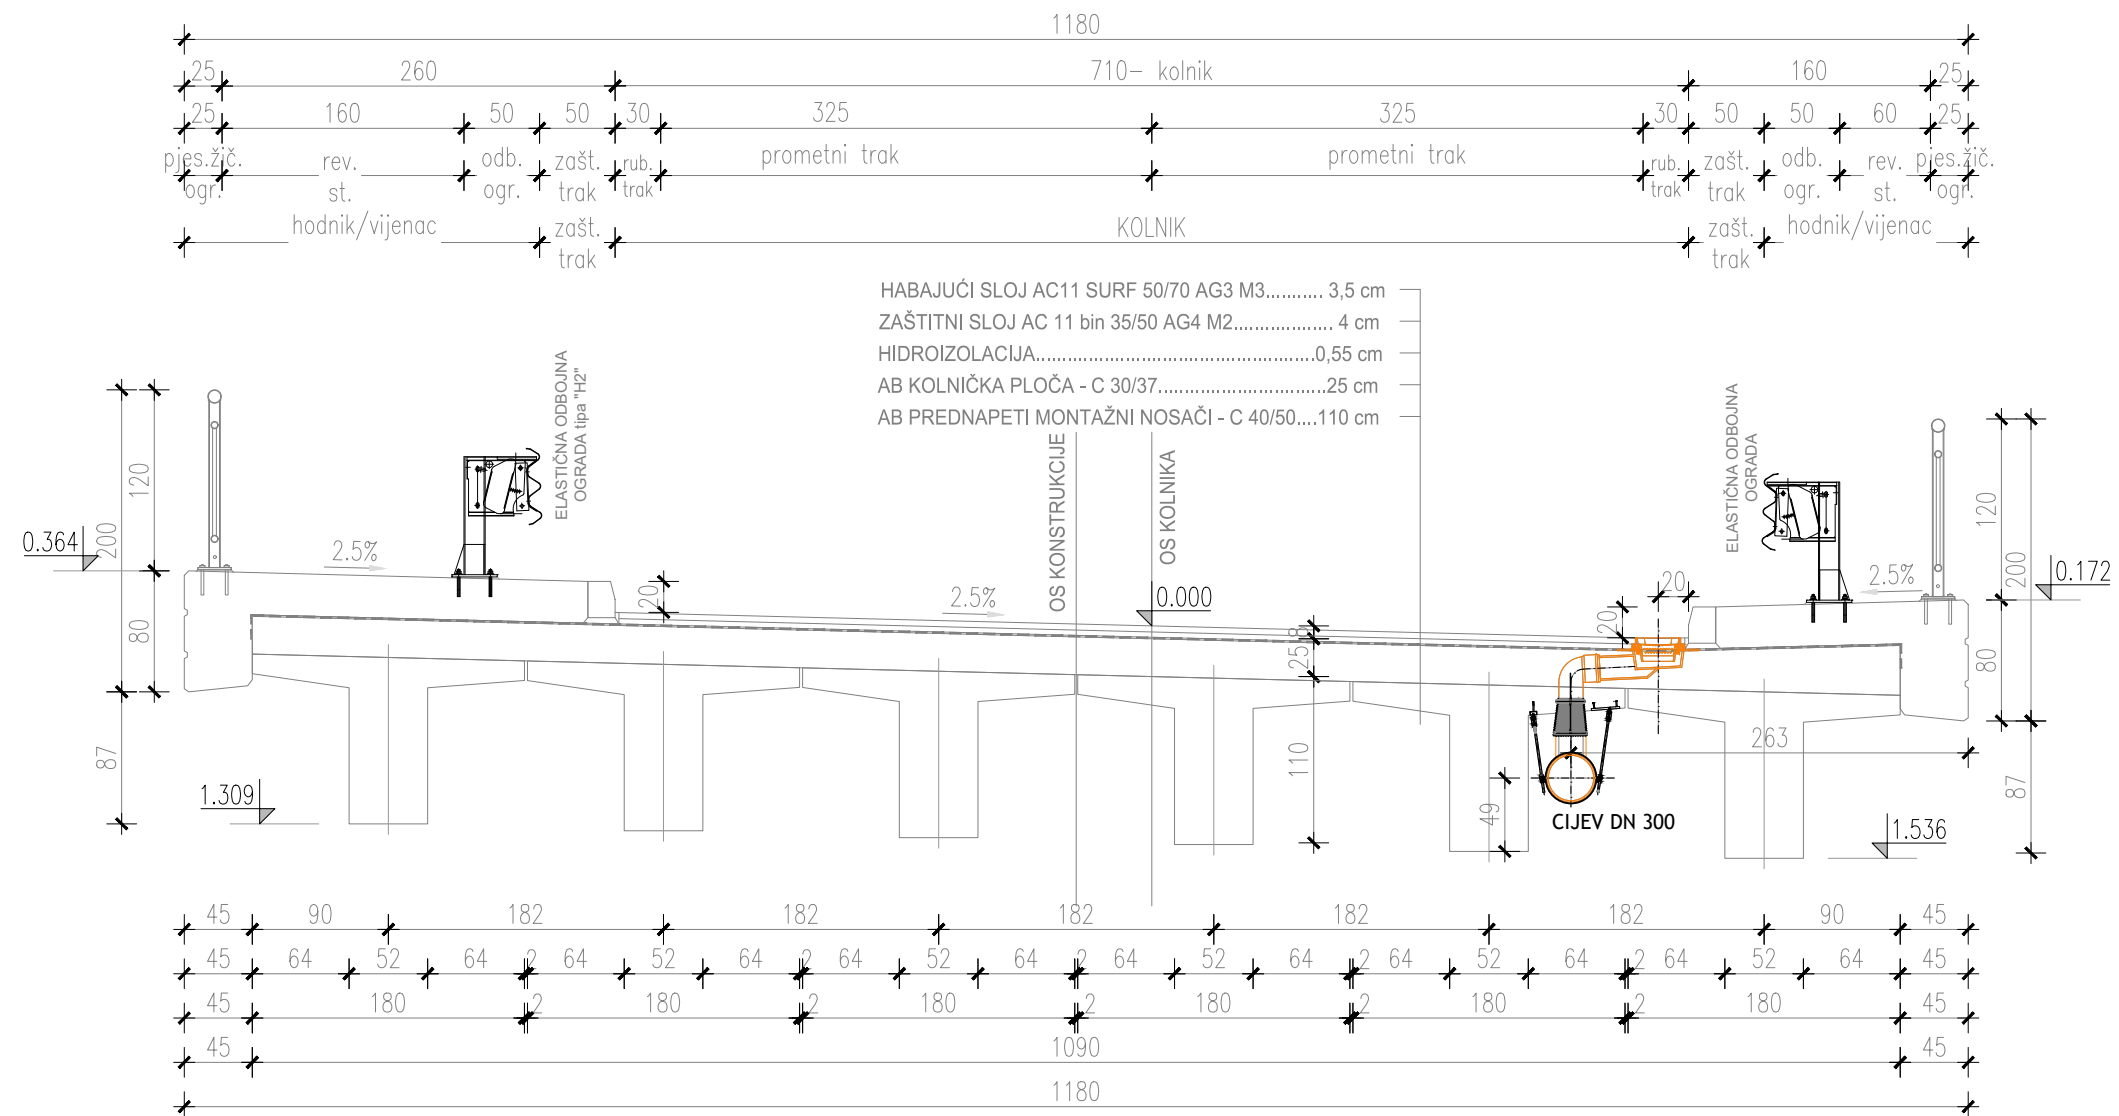 1180
25 260 710- kolnik 160 25
25 160 50 50 30 325 325 30 50 50 60 25
pjes.žič. ogr.
rev. st.
odb. ogr.
zašt. trak
rub. trak
prometni trak
prometni trak
rub. trak
zašt. trak
odb. ogr.
rev. st.
pjes.žič. ogr.
hodnik/vijenac
zašt. trak
KOLNIK
zašt. trak
hodnik/vijenac
HABAJUĆI SLOJ AC11 SURF 50/70 AG3 M3........... 3,5 cm
ZAŠTITNI SLOJ AC 11 bin 35/50 AG4 M2................... 4 cm
HIDROIZOLACIJA................................................0,55 cm
AB KOLNIČKA PLOČA - C 30/37.............................25 cm
AB PREDNAPETI MONTAŽNI NOSAČI - C 40/50....110 cm
ELASTIČNA ODBOJNA
OGRADA tipa "H2"
OS KONSTRUKCIJE
OS KOLNIKA
ELASTIČNA ODBOJNA
OGRADA
120
200
80
87
0.364
2.5%
20
2.5%
0.000
8
25
110
1.309
20
20
2.5%
120
200
0.172
80
87
263
49
CIJEV DN 300
1.536
45 90 182 182 182 182 182 90 45
45 64 52 64 2 64 52 64 2 64 52 64 2 64 52 64 2 64 52 64 2 64 52 64 45
45 180 2 180 2 180 2 180 2 180 2 180 45
45 1090 45
1180